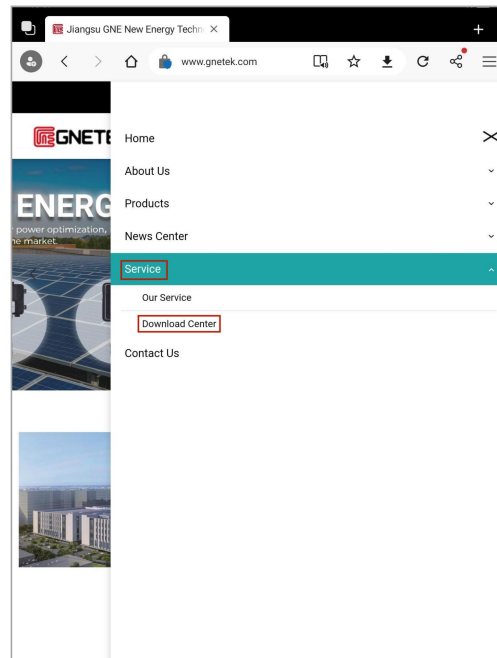 Jiangsu GNE New Energy Techn
www.gnetek.com
GNETE
Home
About Us
ENERG
Products
power optimization,
e market.
News Center
Service
Our Service
Download Center
Contact Us